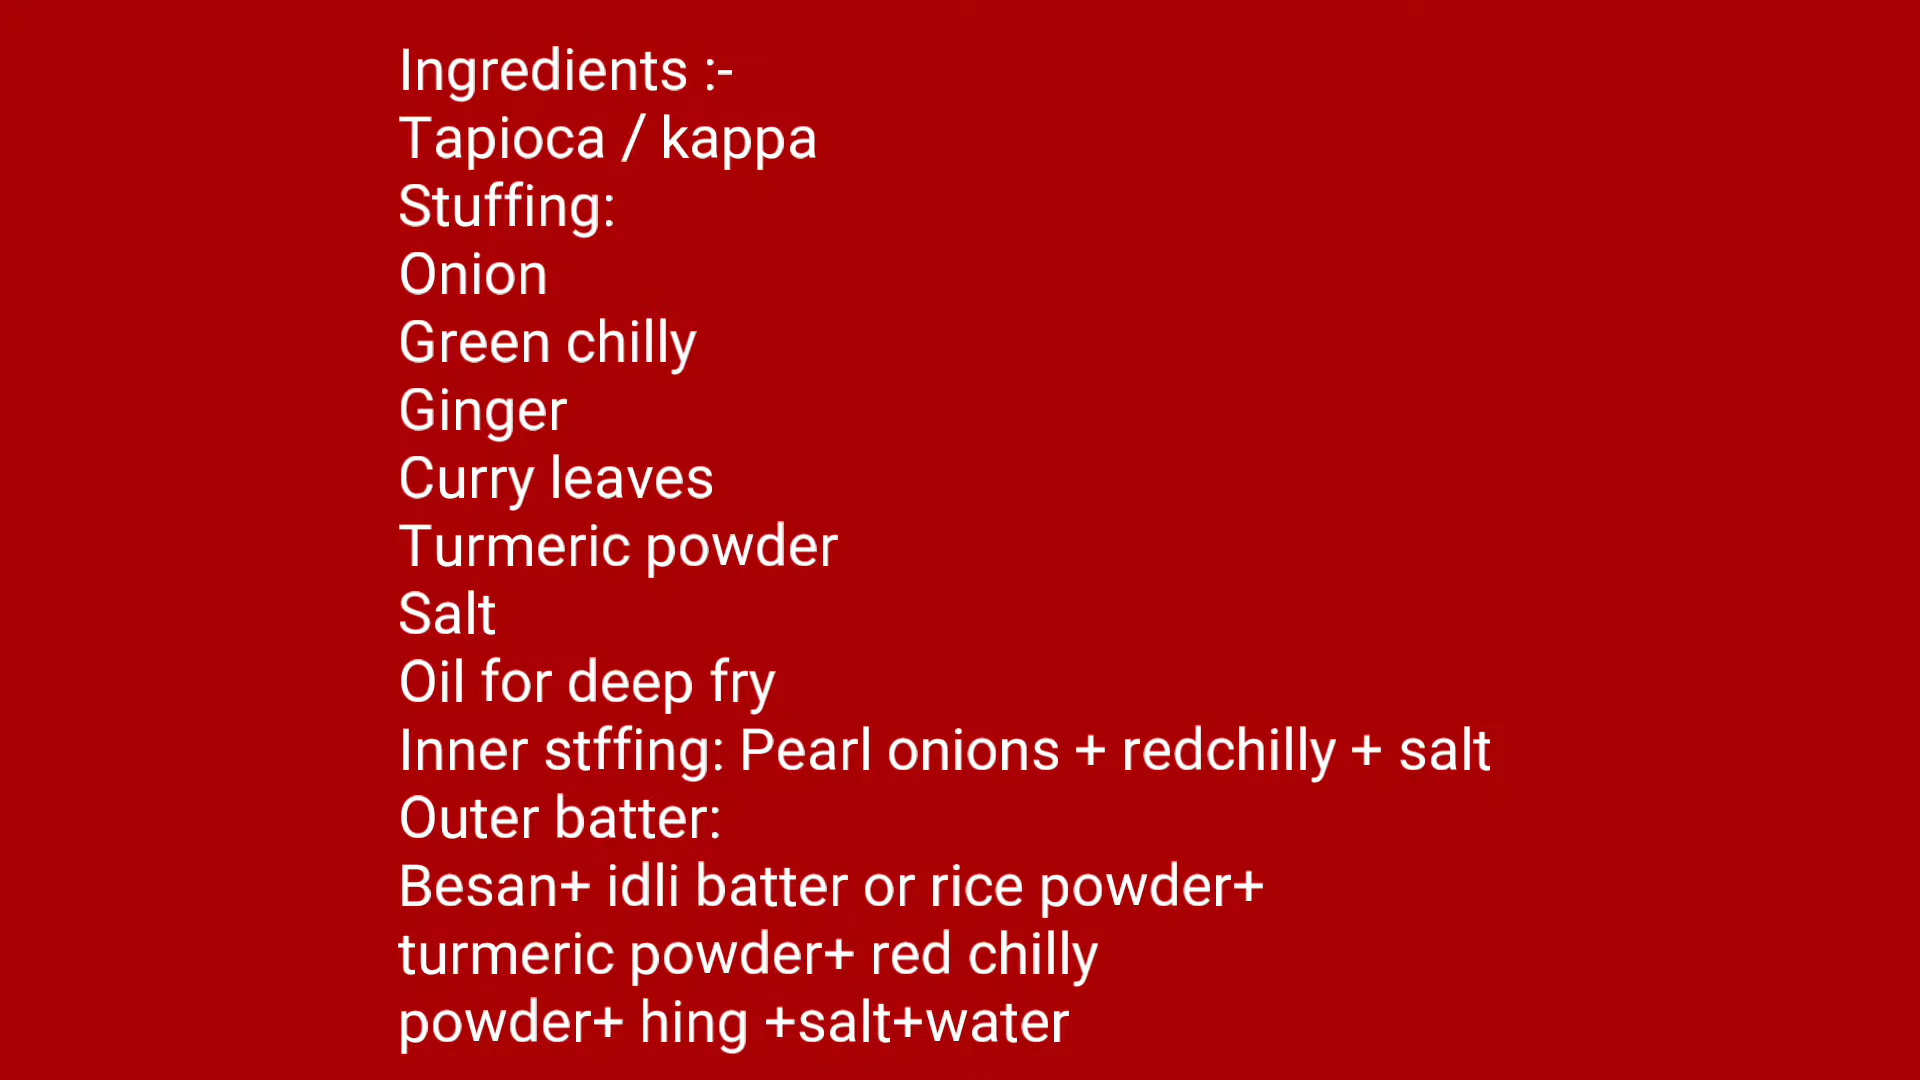 Ingredients :-
Tapioca / kappa
Stuffing:
Onion
Green chilly
Ginger
Curry leaves
Turmeric powder
Salt
Oil for deep fry
Inner stffing: Pearl onions + redchilly + salt
Outer batter:
Besan+ idli batter or rice powder+
turmeric powder+ red chilly
powder+ hing +salt+water